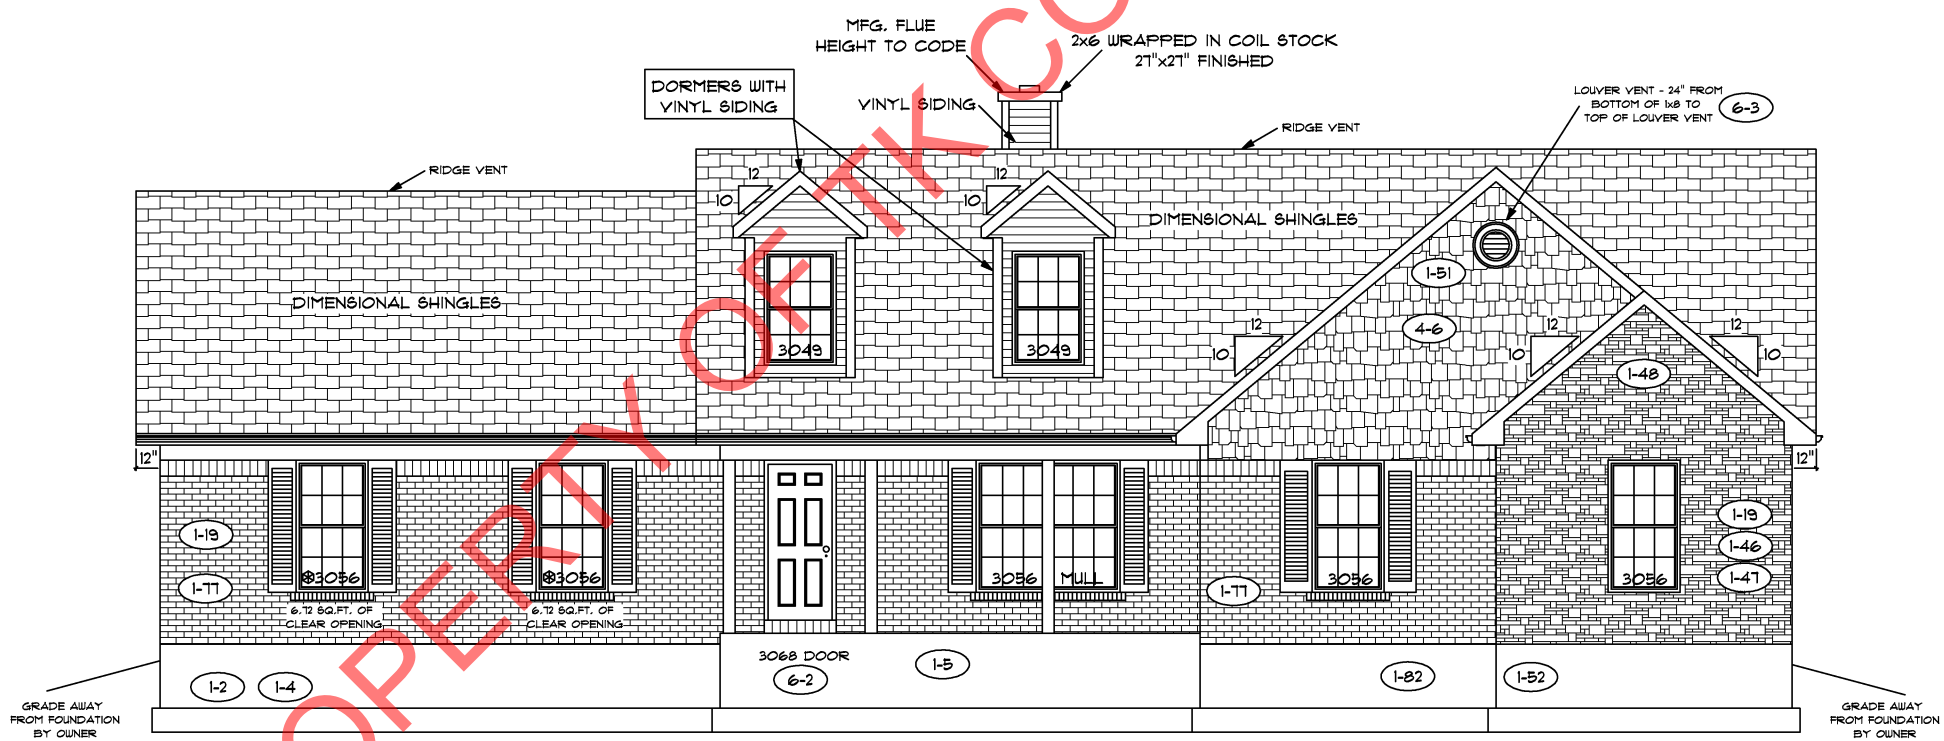 MFG. FLUE
HEIGHT TO CODE
2x6 WRAPPED IN COIL STOCK
27"x27" FINISHED
DORMERS WITH
VINYL SIDING
VINYL SIDING
LOUVER VENT - 24" FROM
BOTTOM OF 1x8 TO
TOP OF LOUVER VENT
6-3
RIDGE VENT
RIDGE VENT
12
10
12
10
DIMENSIONAL SHINGLES
DIMENSIONAL SHINGLES
1-51
4-6
12
10
12
10
12
10
3049
3049
1-48
12"
12"
1-19
1-77
❆3056
❆3056
3056
MULL
3056
3056
1-19
1-46
1-47
1-77
6.72 SQ.FT. OF
CLEAR OPENING
6.72 SQ.FT. OF
CLEAR OPENING
3068 DOOR
6-2
1-5
1-2
1-4
1-82
1-52
GRADE AWAY
FROM FOUNDATION
BY OWNER
GRADE AWAY
FROM FOUNDATION
BY OWNER
OPERTY OF TK CO